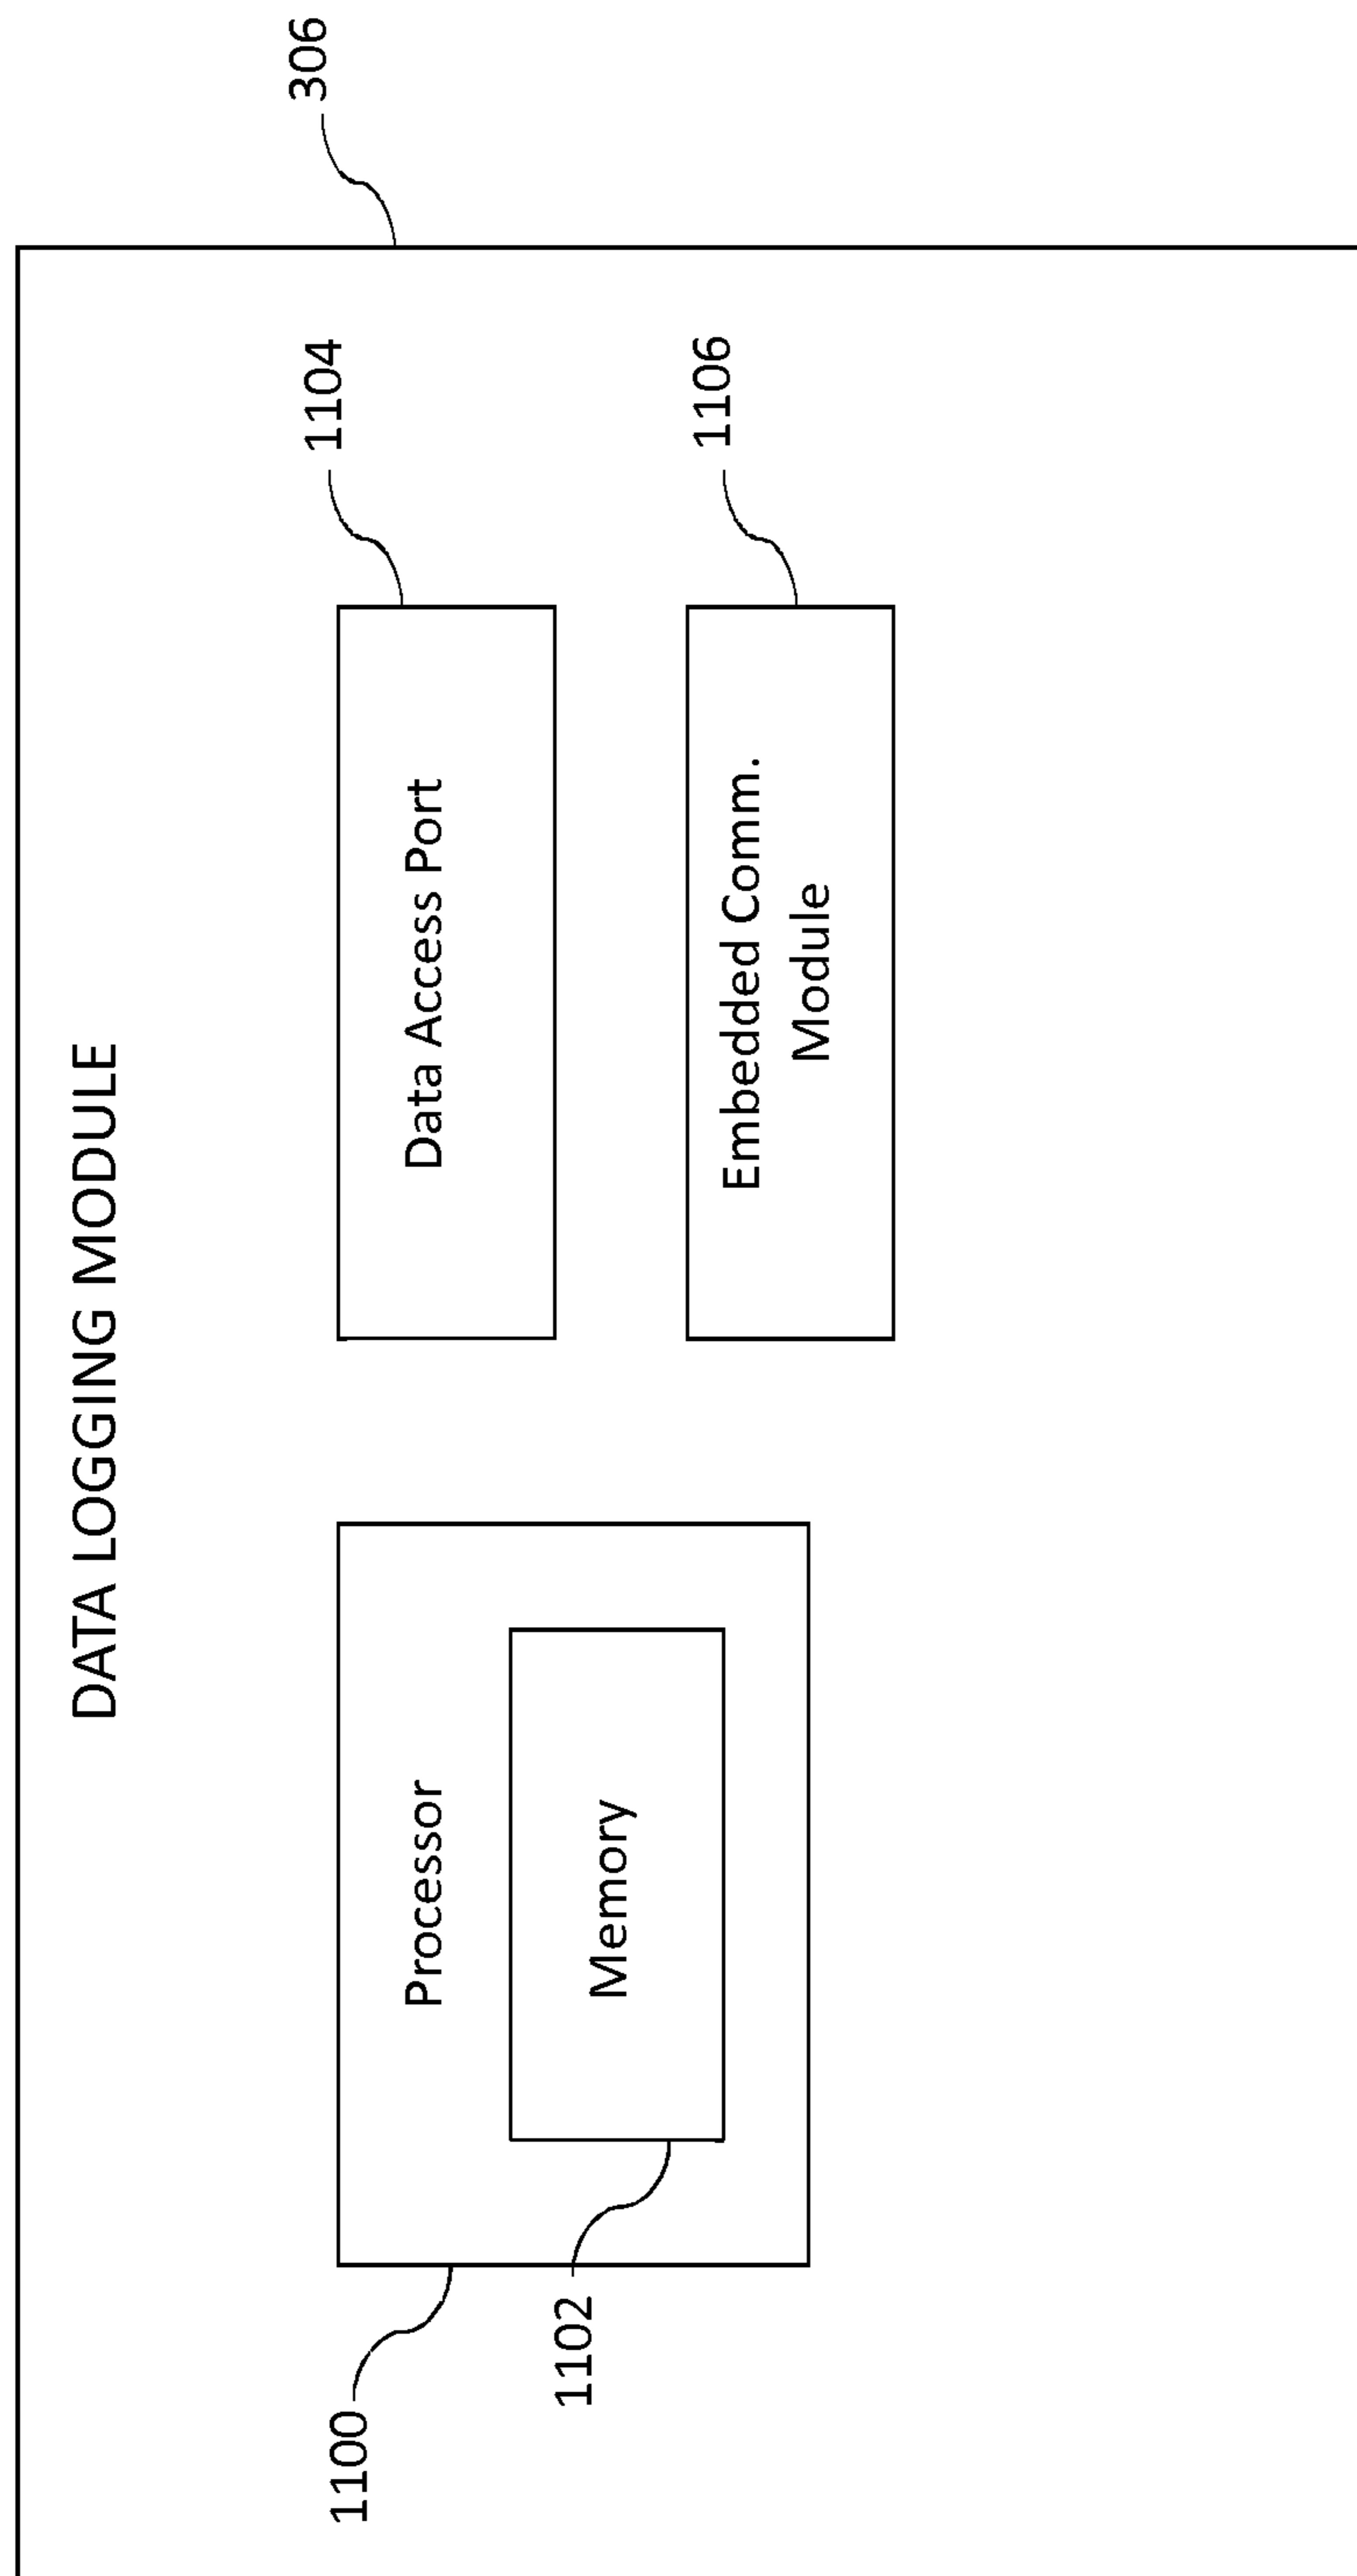 DATA LOGGING MODULE
306
1100
Processor
1102
Memory
Data Access Port
1104
Embedded Comm.
Module
1106